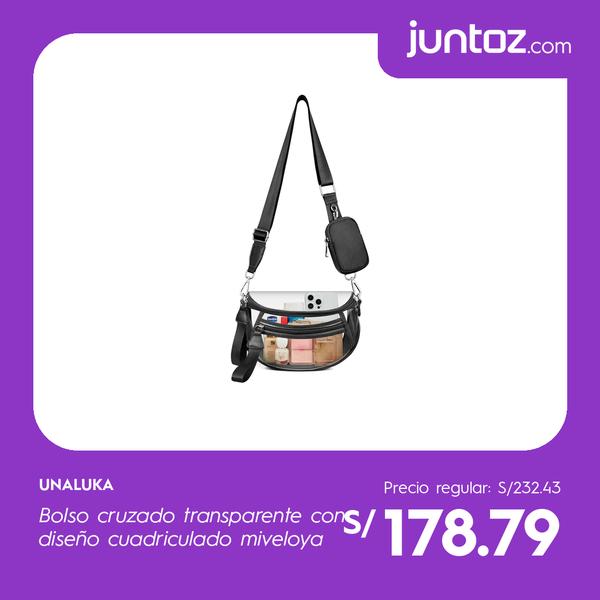 juntoz.com
UNALUKA
Bolso cruzado transparente con
diseño cuadriculado miveloya
Precio regular: S/232.43
S/178.79